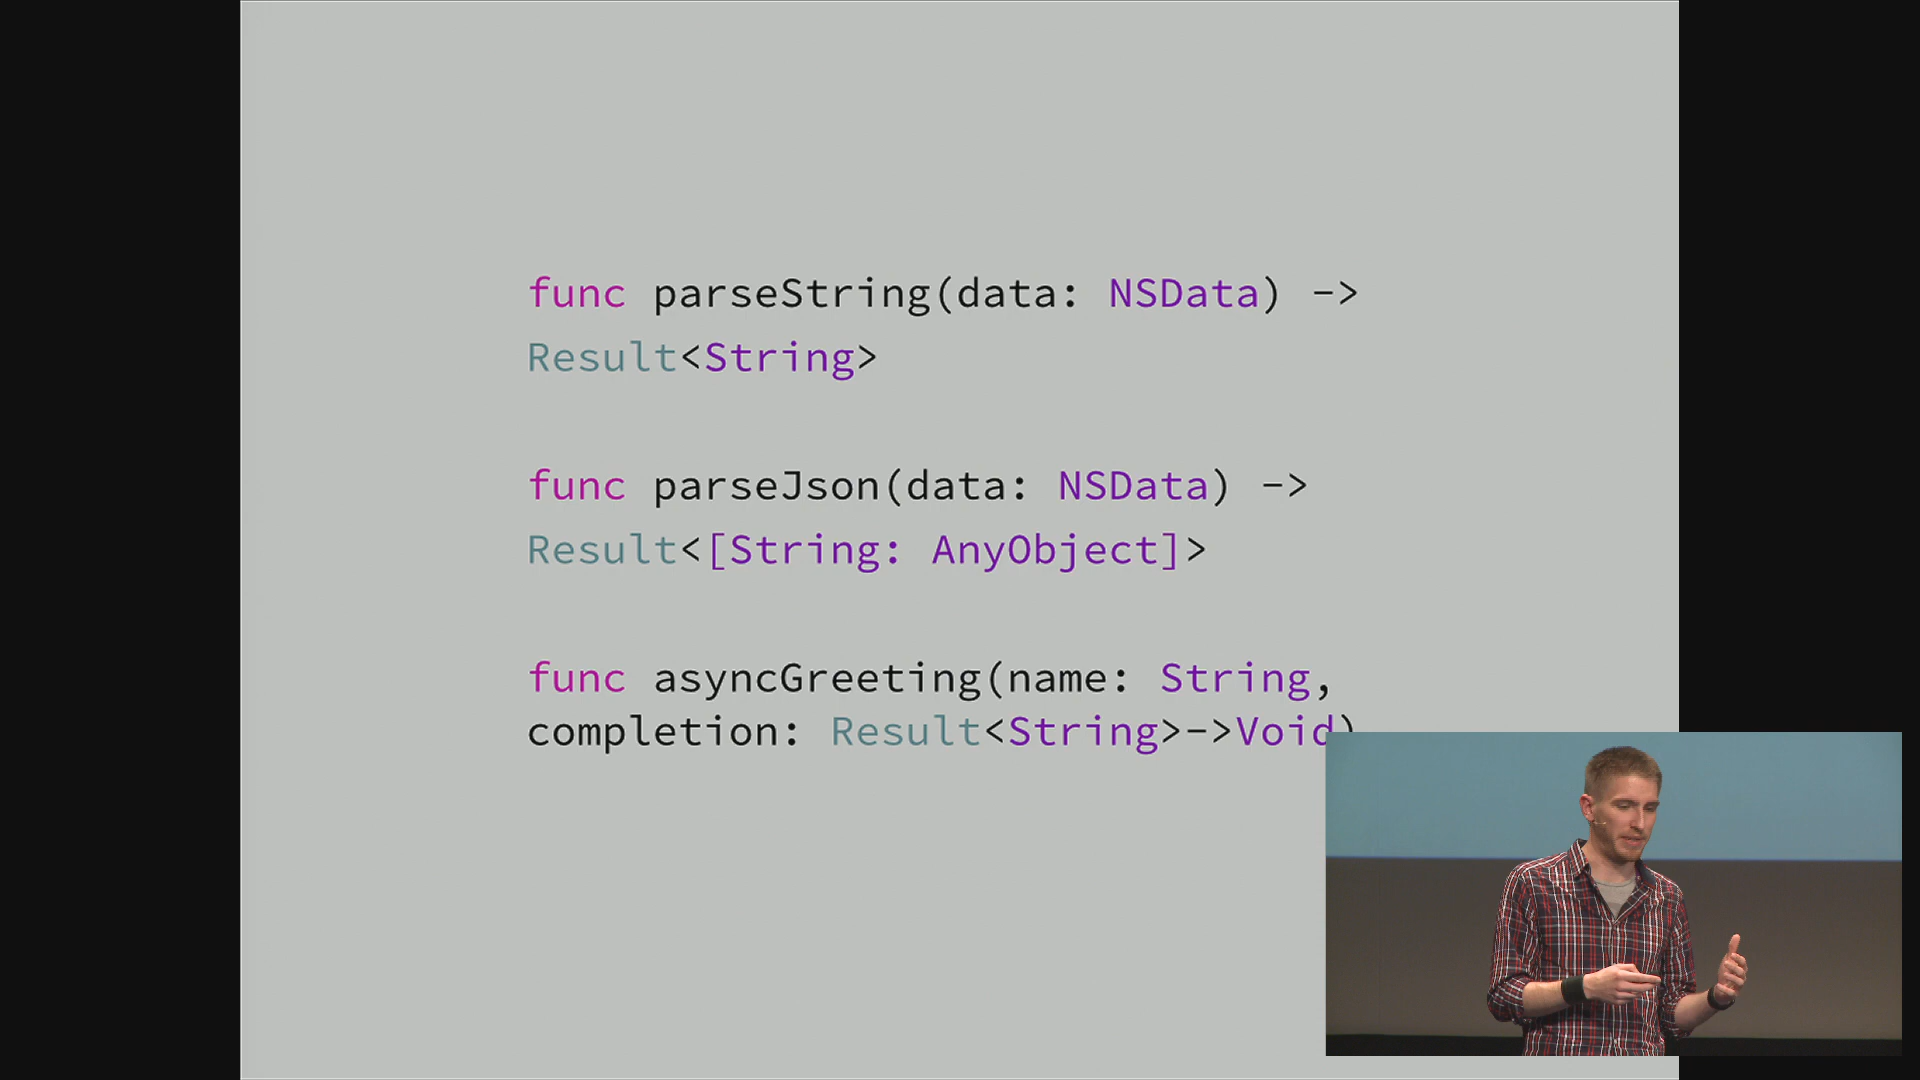 func parseString(data: NSData) ->
Result<String>
func parseJson(data: NSData) ->
Result<[String: AnyObject]>
func asyncGreeting(name: String,
completion: Result<String>->Void)